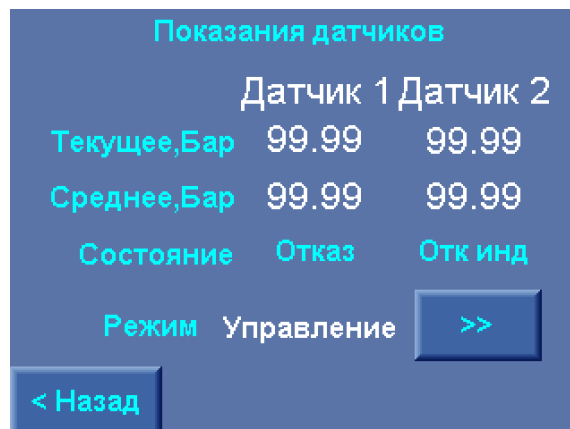 Показания датчиков
Датчик 1 Датчик 2
Текущее,Бар 99.99 99.99
Среднее,Бар 99.99 99.99
Состояние Отказ Отк инд
Режим Управление >>
< Назад